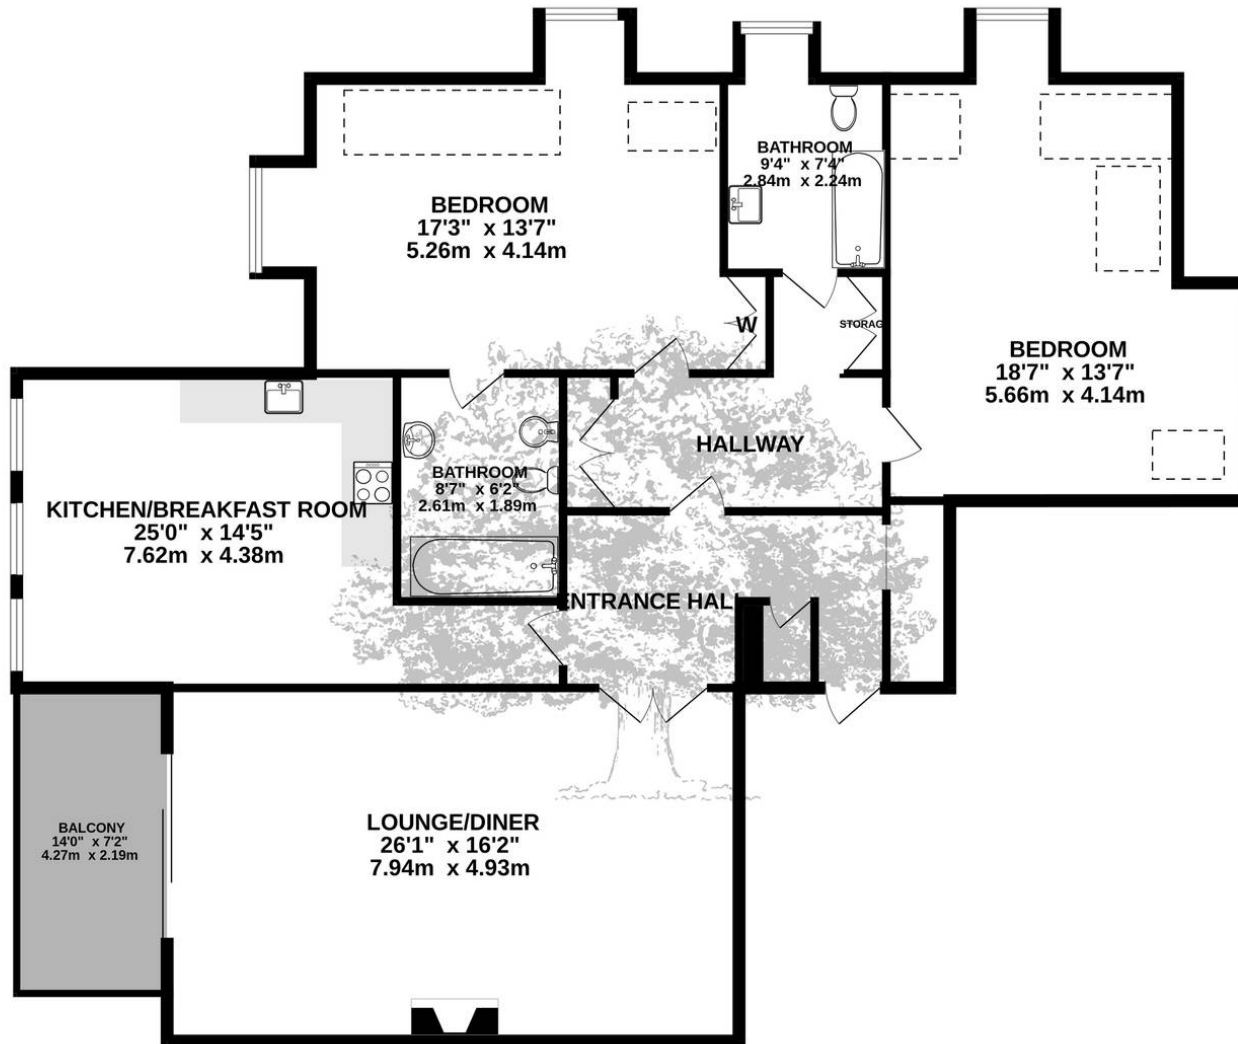 BATHROOM
9'4" x 7'4"
2.84m x 2.24m
BEDROOM
17'3" x 13'7"
5.26m x 4.14m
W
STORAG
BEDROOM
18'7" x 13'7"
5.66m x 4.14m
HALLWAY
BATHROOM
8'7" x 6'2"
2.61m x 1.89m
KITCHEN/BREAKFAST ROOM
25'0" x 14'5"
7.62m x 4.38m
ENTRANCE HALL
BALCONY
14'0" x 7'2"
4.27m x 2.19m
LOUNGE/DINER
26'1" x 16'2"
7.94m x 4.93m